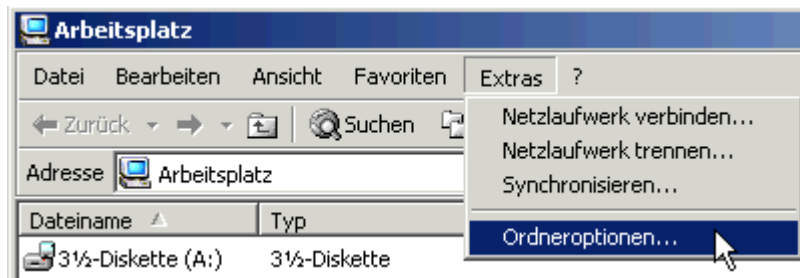 Arbeitsplatz
Datei Bearbeiten Ansicht Favoriten Extras ?
Zurück Suchen
Adresse Arbeitsplatz
Dateiname Typ
3½-Diskette (A:) 3½-Diskette
Netzlaufwerk verbinden...
Netzlaufwerk trennen...
Synchronisieren...
Ordneroptionen...